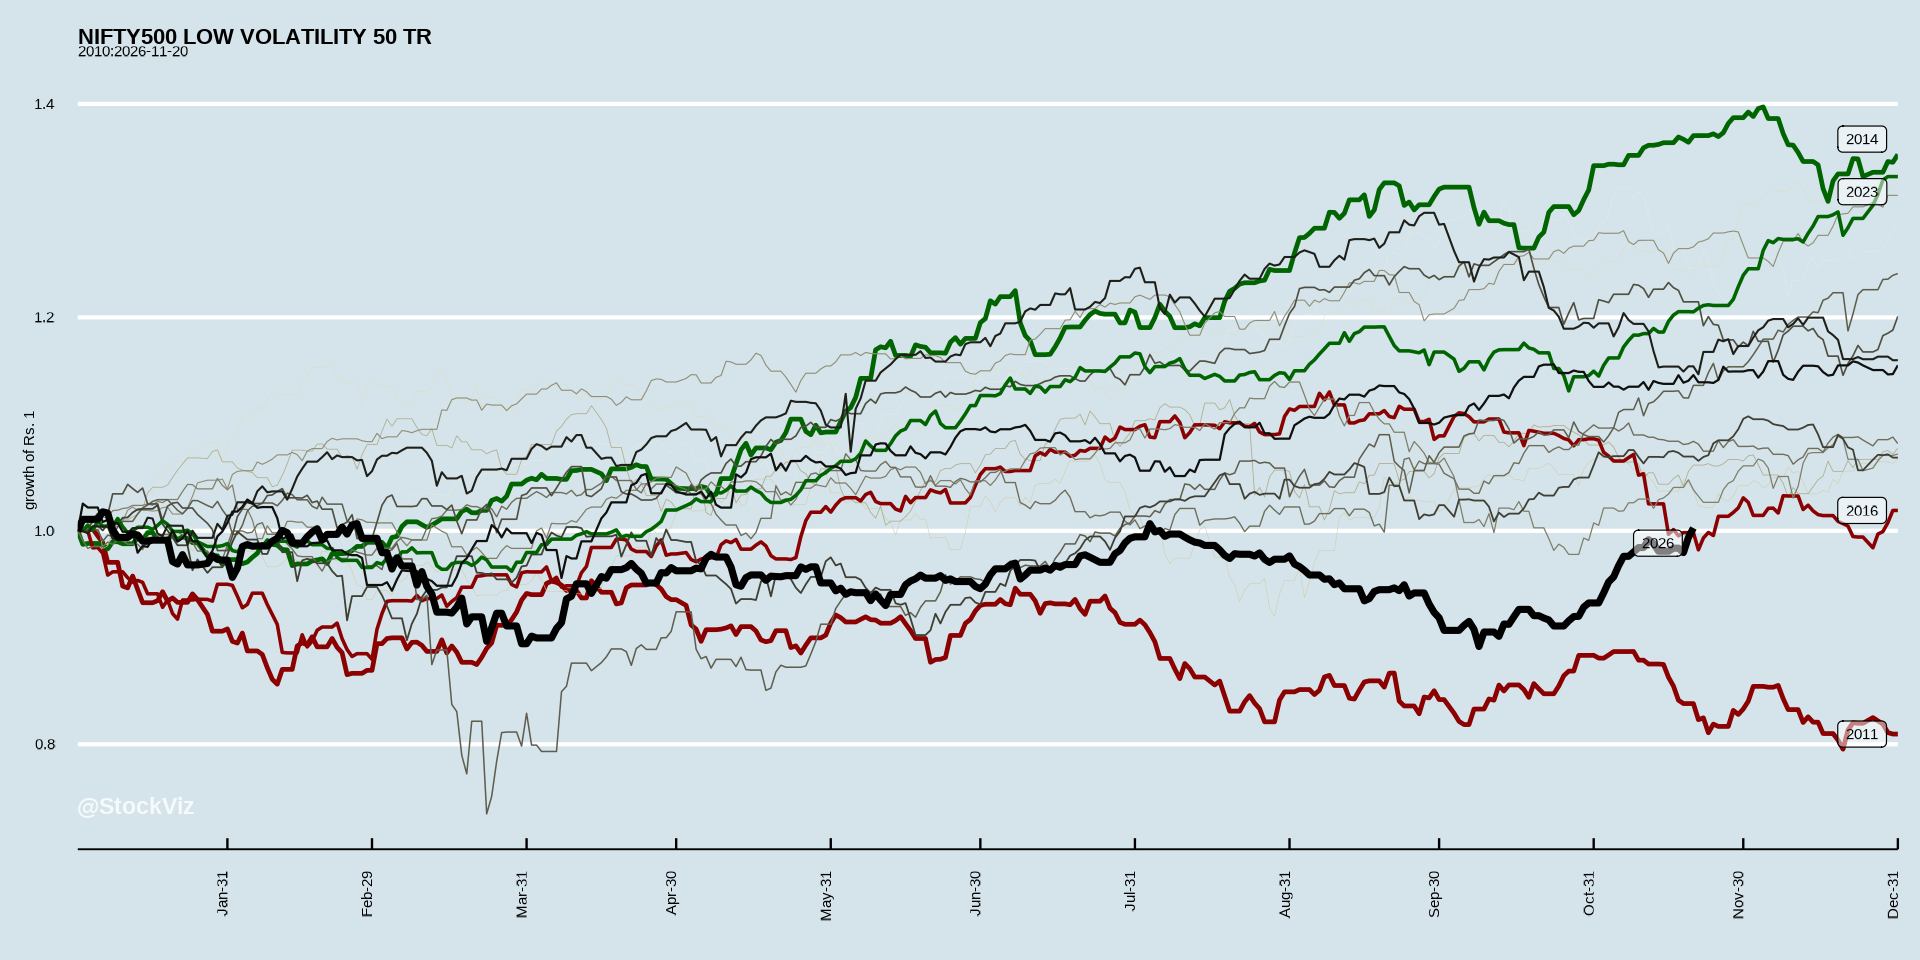 NIFTY500 LOW VOLATILITY 50 TR
2010:2026-11-20
growth of Rs. 1
1.4
1.2
1.0
0.8
2014
2023
2016
2026
2011
@StockViz
Jan-31
Feb-29
Mar-31
Apr-30
May-31
Jun-30
Jul-31
Aug-31
Sep-30
Oct-31
Nov-30
Dec-31